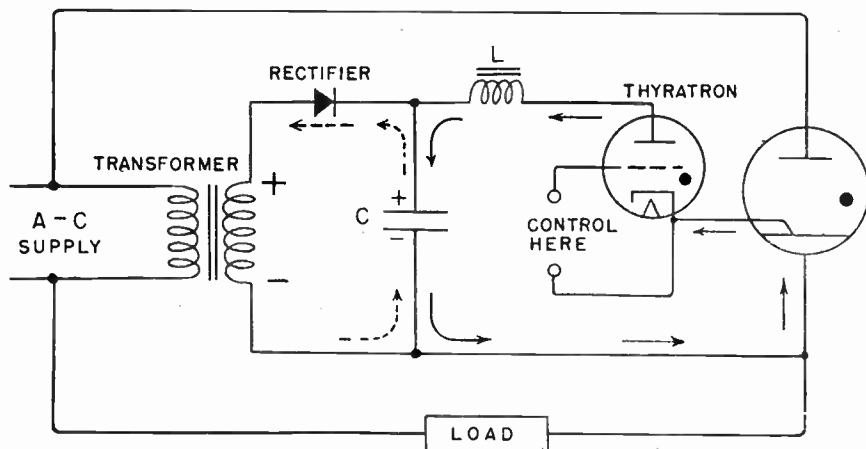 L
RECTIFIER
THYRATRON
TRANSFORMER
+
A-C
SUPPLY
+
C
-
CONTROL
HERE
-
LOAD